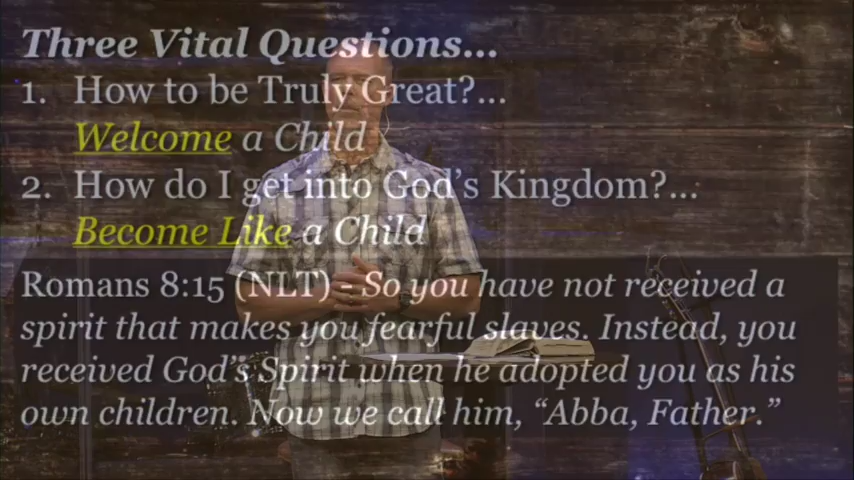 Three Vital Questions...
1. How to be Truly Great?...
Welcome a Child
2. How do I get into God's Kingdom?...
Become Like a Child
Romans 8:15 (NLT) - So you have not received a
spirit that makes you fearful slaves. Instead, you
received God's Spirit when he adopted you as his
own children. Now we call him, “Abba, Father.”